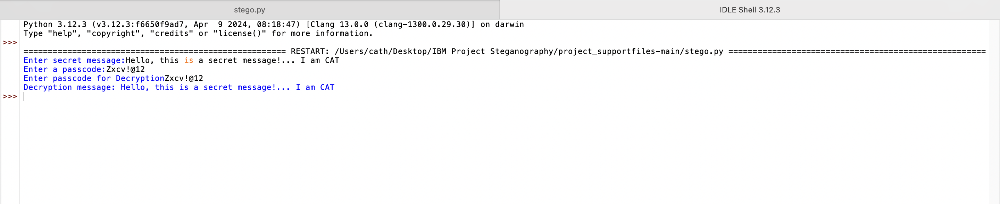 stego.py IDLE Shell 3.12.3
Python 3.12.3 (v3.12.3:f6650f9ad7, Apr  9 2024, 08:18:47) [Clang 13.0.0 (clang-1300.0.29.30)] on darwin
Type "help", "copyright", "credits" or "license()" for more information.
>>>
====================================================== RESTART: /Users/cath/Desktop/IBM Project Steganography/project_supportfiles-main/stego.py =====================================================
Enter secret message:Hello, this is a secret message!... I am CAT
Enter a passcode:Zxcv!@12
Enter passcode for DecryptionZxcv!@12
Decryption message: Hello, this is a secret message!... I am CAT
>>>